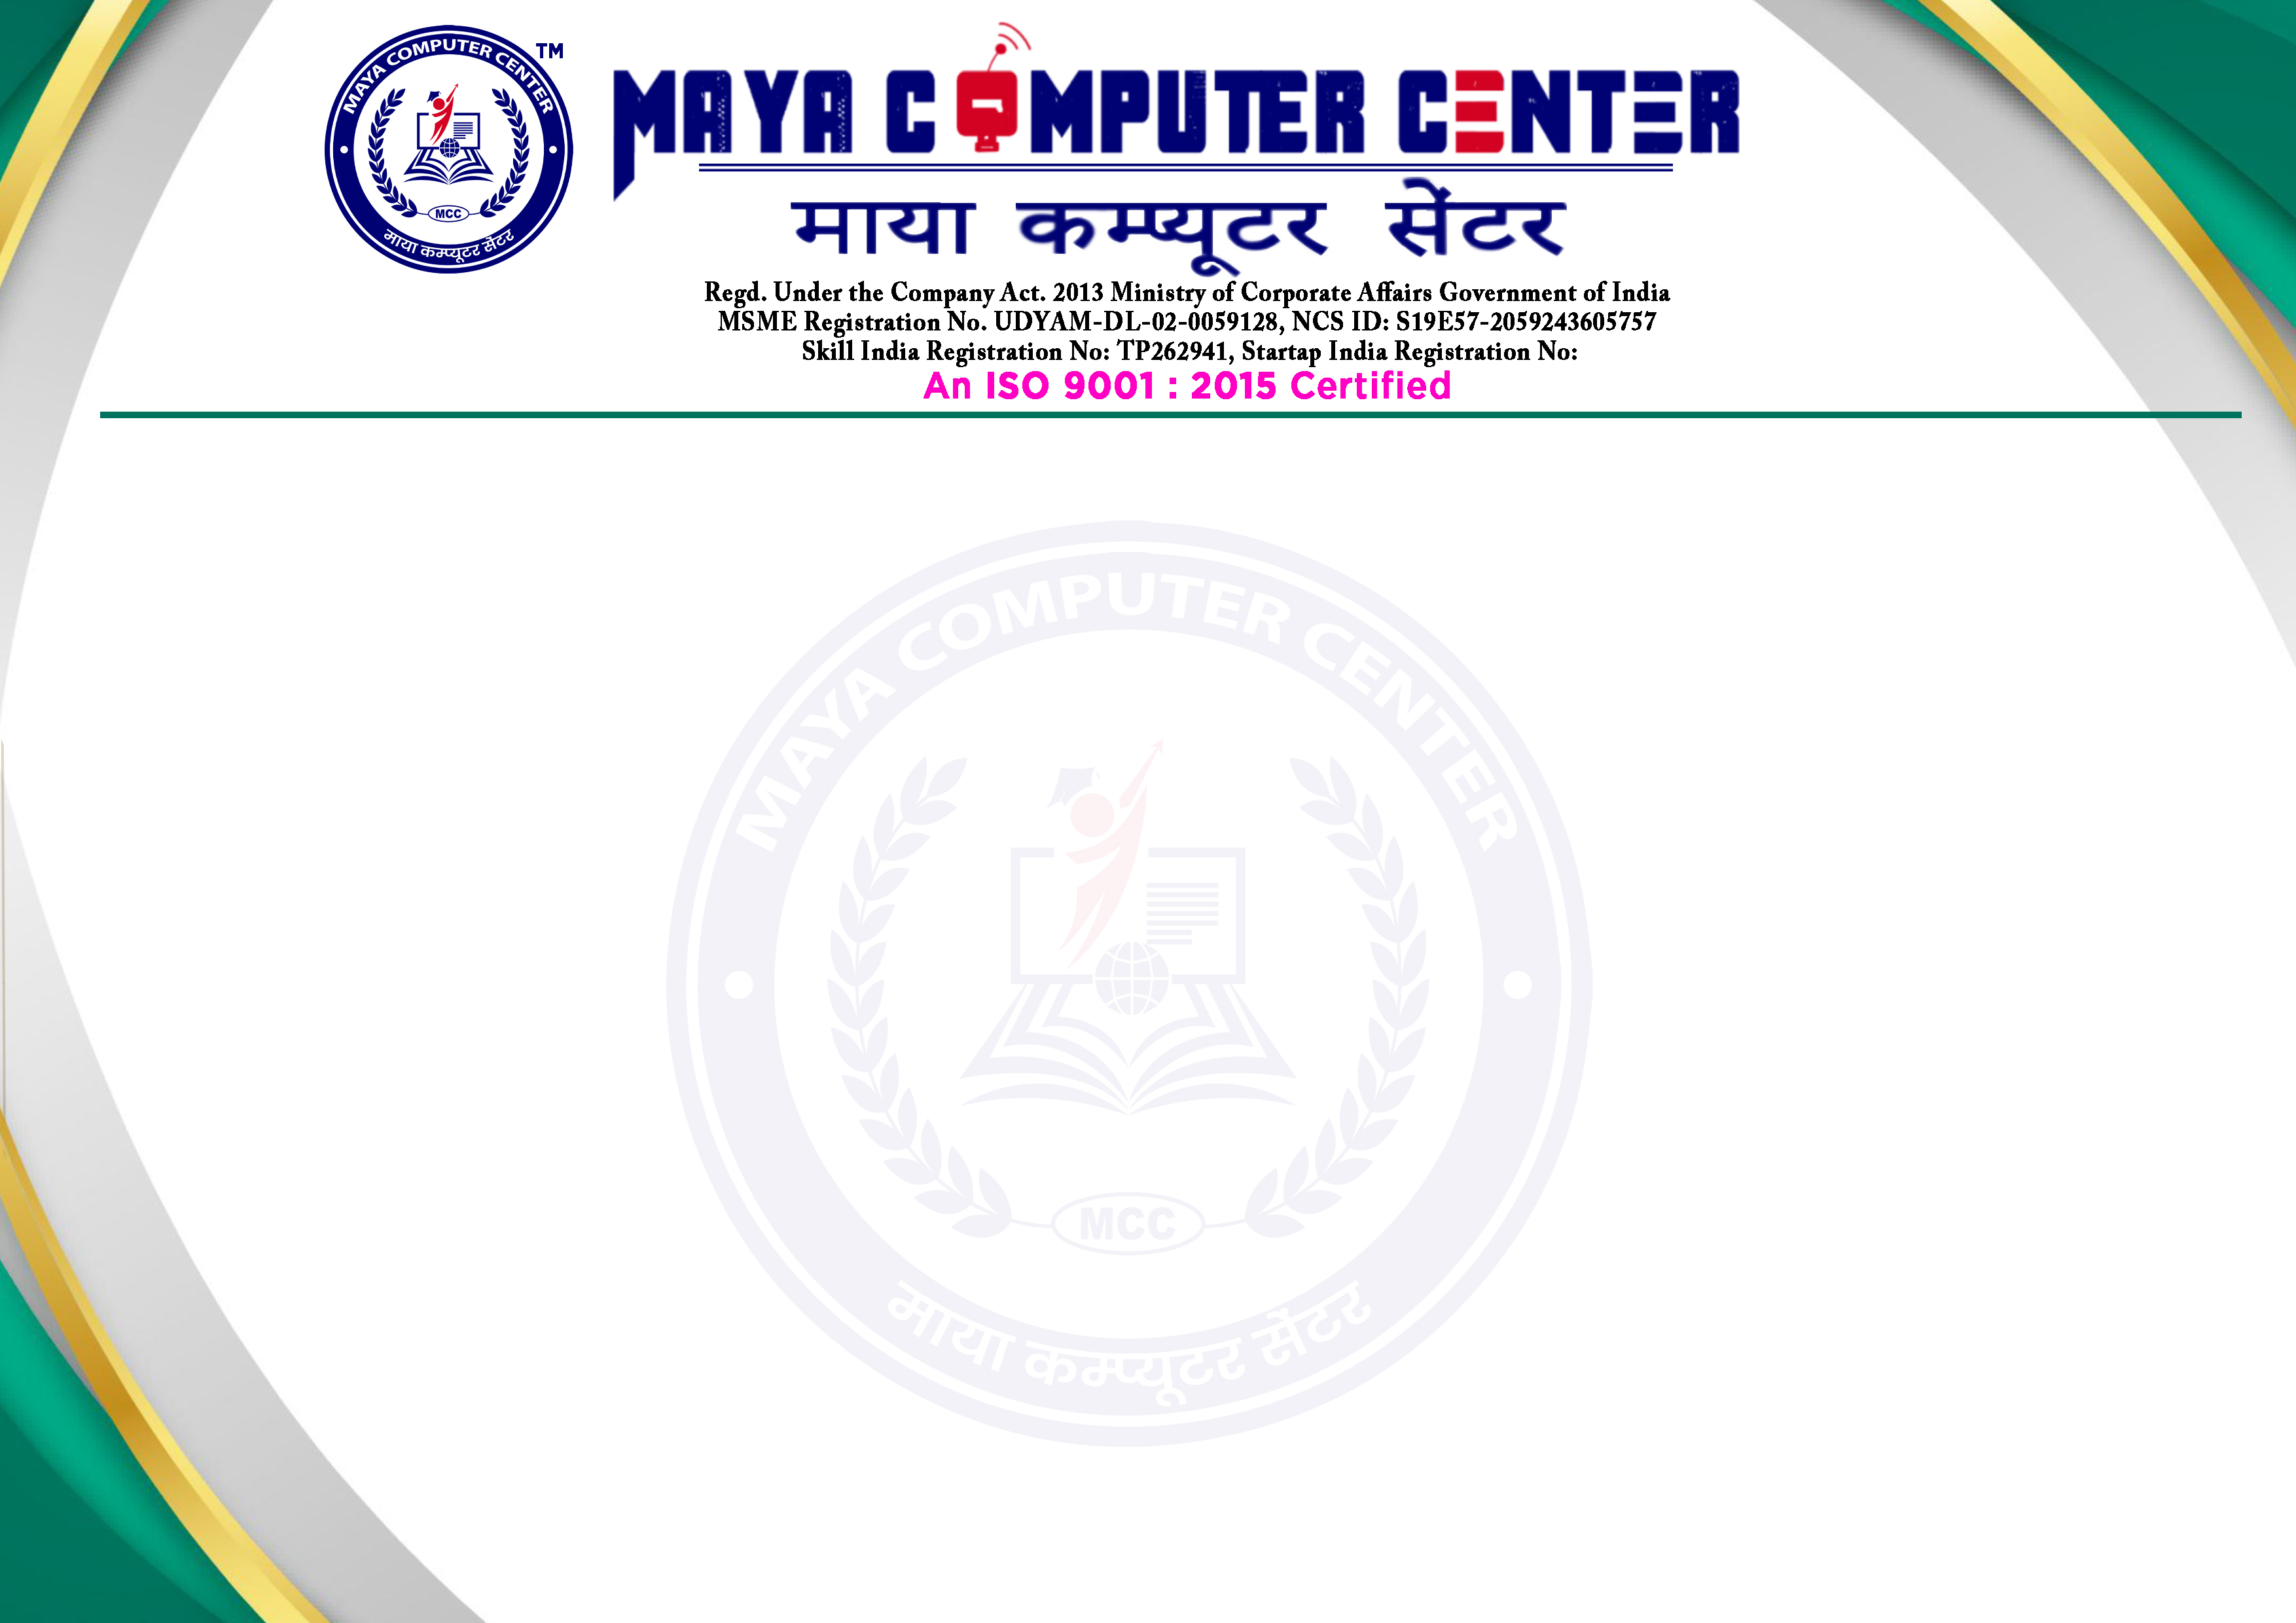 MAYA COMPUTER CENTER
TM
MCC
माया कम्प्यूटर सेंटर
MAYA COMPUTER CENTER
माया कम्प्यूटर सेंटर
Regd. Under the Company Act. 2013 Ministry of Corporate Affairs Government of India
MSME Registration No. UDYAM-DL-02-0059128, NCS ID: S19E57-2059243605757
Skill India Registration No: TP262941, Startap India Registration No:
An ISO 9001 : 2015 Certified
MAYA COMPUTER CENTER
MCC
माया कम्प्यूटर सेंटर